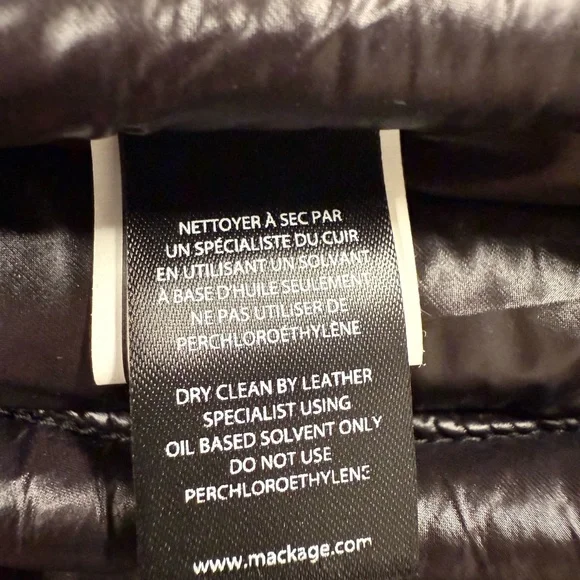 NETTOYER À SEC PAR
UN SPÉCIALISTE DU CUIR
EN UTILISANT UN SOLVANT
À BASE D'HUILE SEULEMENT
NE PAS UTILISER DE
PERCHLOROETHYLÈNE
DRY CLEAN BY LEATHER
SPECIALIST USING
OIL BASED SOLVENT ONLY
DO NOT USE
PERCHLOROETHYLENE
www.mackage.com